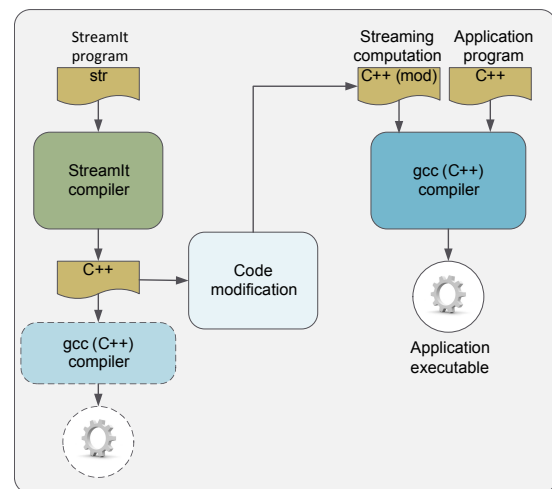 StreamIt
program
str
StreamIt
compiler
C++
gcc (C++)
compiler
Code
modification
Streaming
computation
C++ (mod)
Application
program
C++
gcc (C++)
compiler
Application
executable